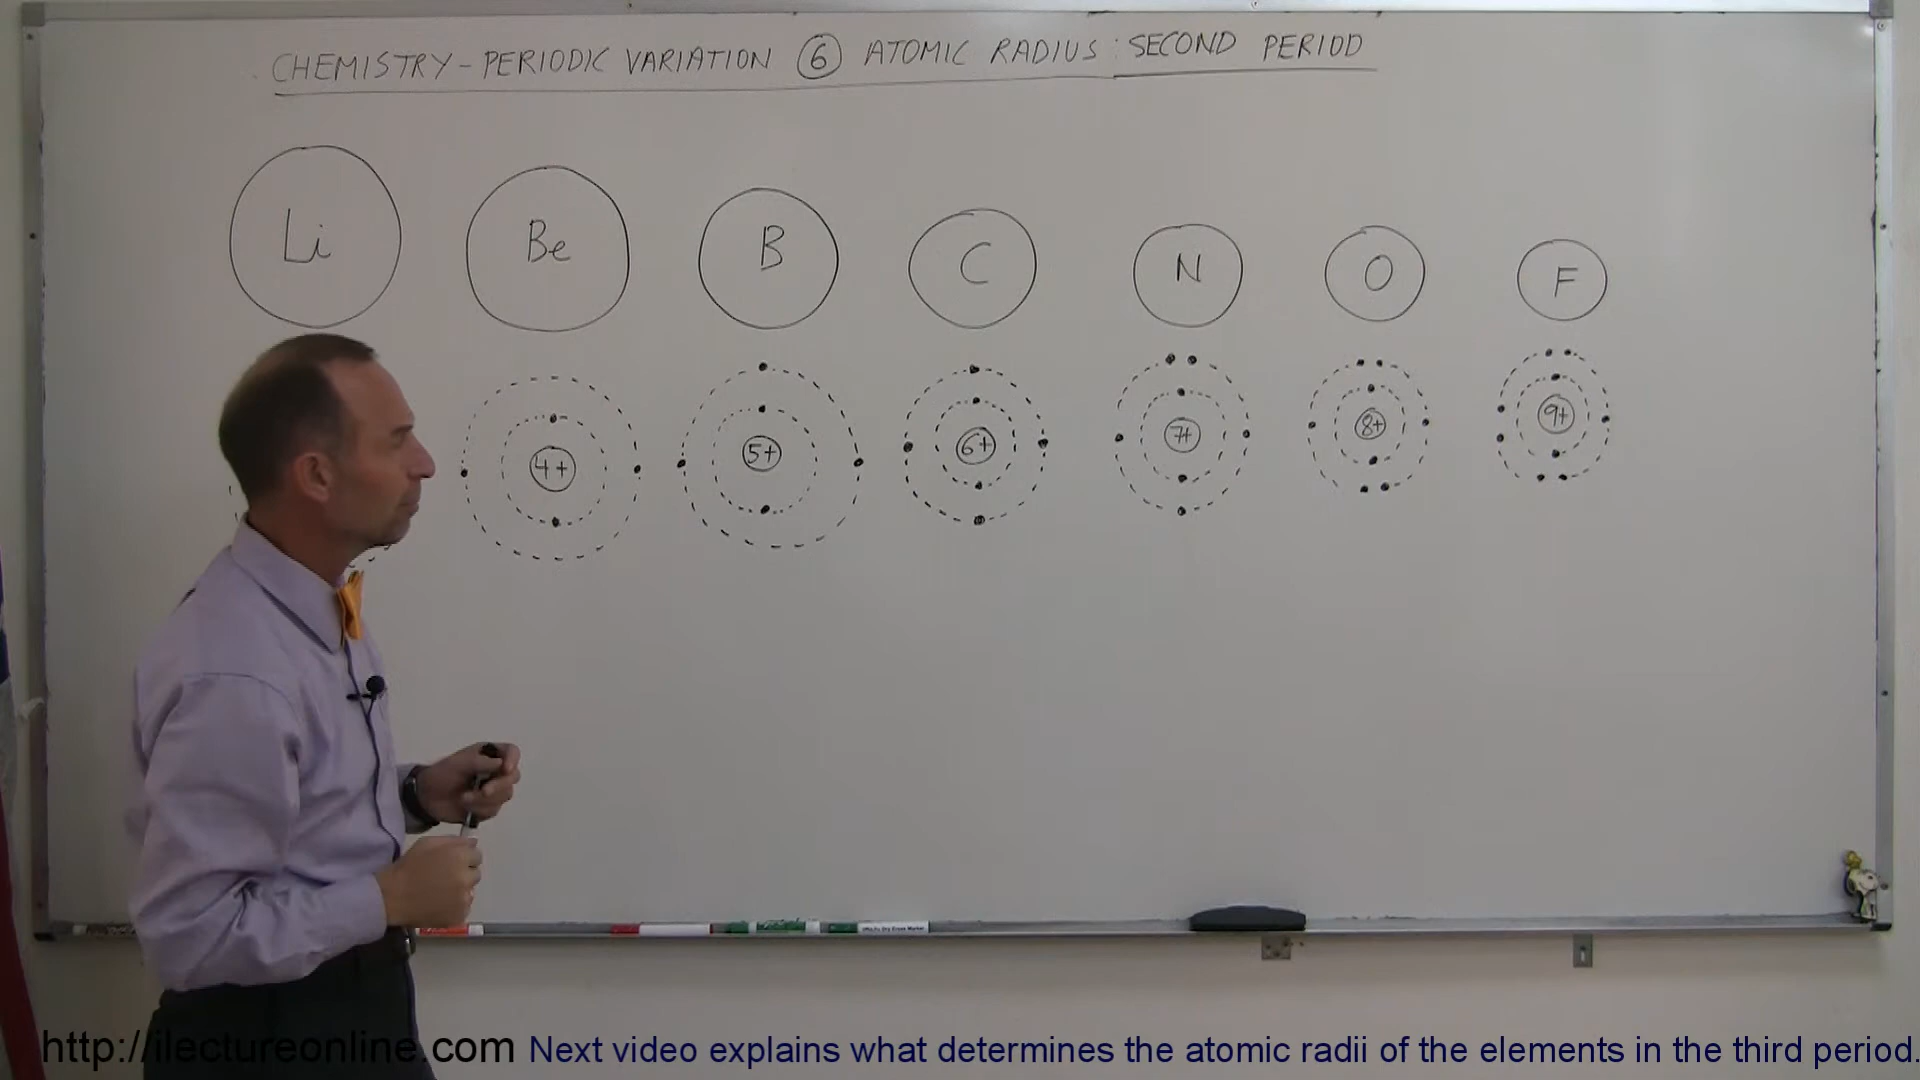 CHEMISTRY - PERIODIC VARIATION ⑥ ATOMIC RADIUS: SECOND PERIOD
Li Be B C N O F
4+ 5+ 6+ 7+ 8+ 9+
http://ilectureonline.com Next video explains what determines the atomic radii of the elements in the third period.